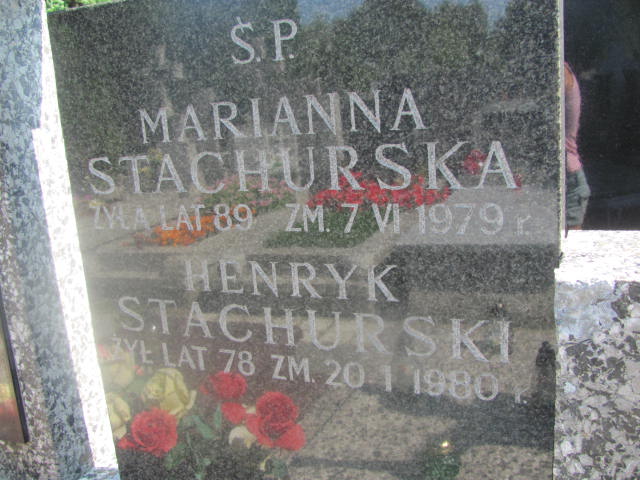 Ś.P.
MARIANNA
STACHURSKA
ŻYŁA LAT 89 ZM. 7 VI 1979 r.
HENRYK
STACHURSKI
ŻYŁ LAT 78 ZM. 20 I 1980 r.